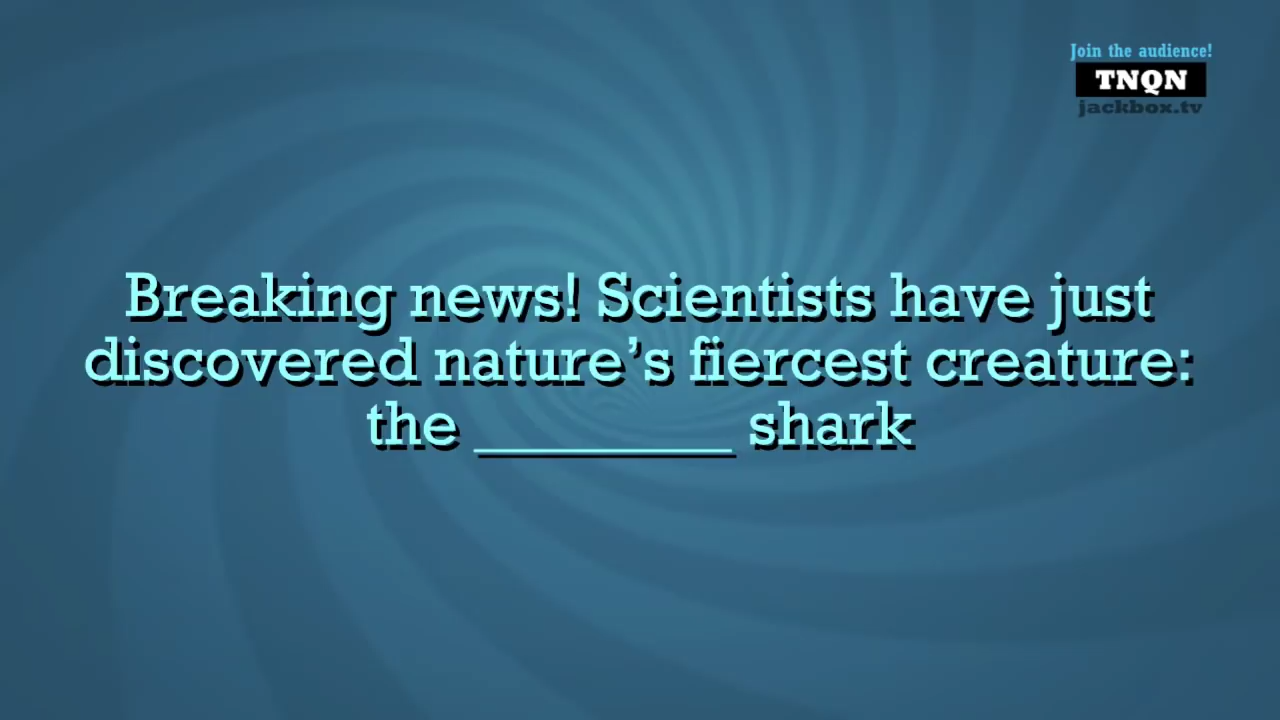 Join the audience!
TNQN
jackbox.tv
Breaking news! Scientists have just
discovered nature’s fiercest creature:
the _________ shark